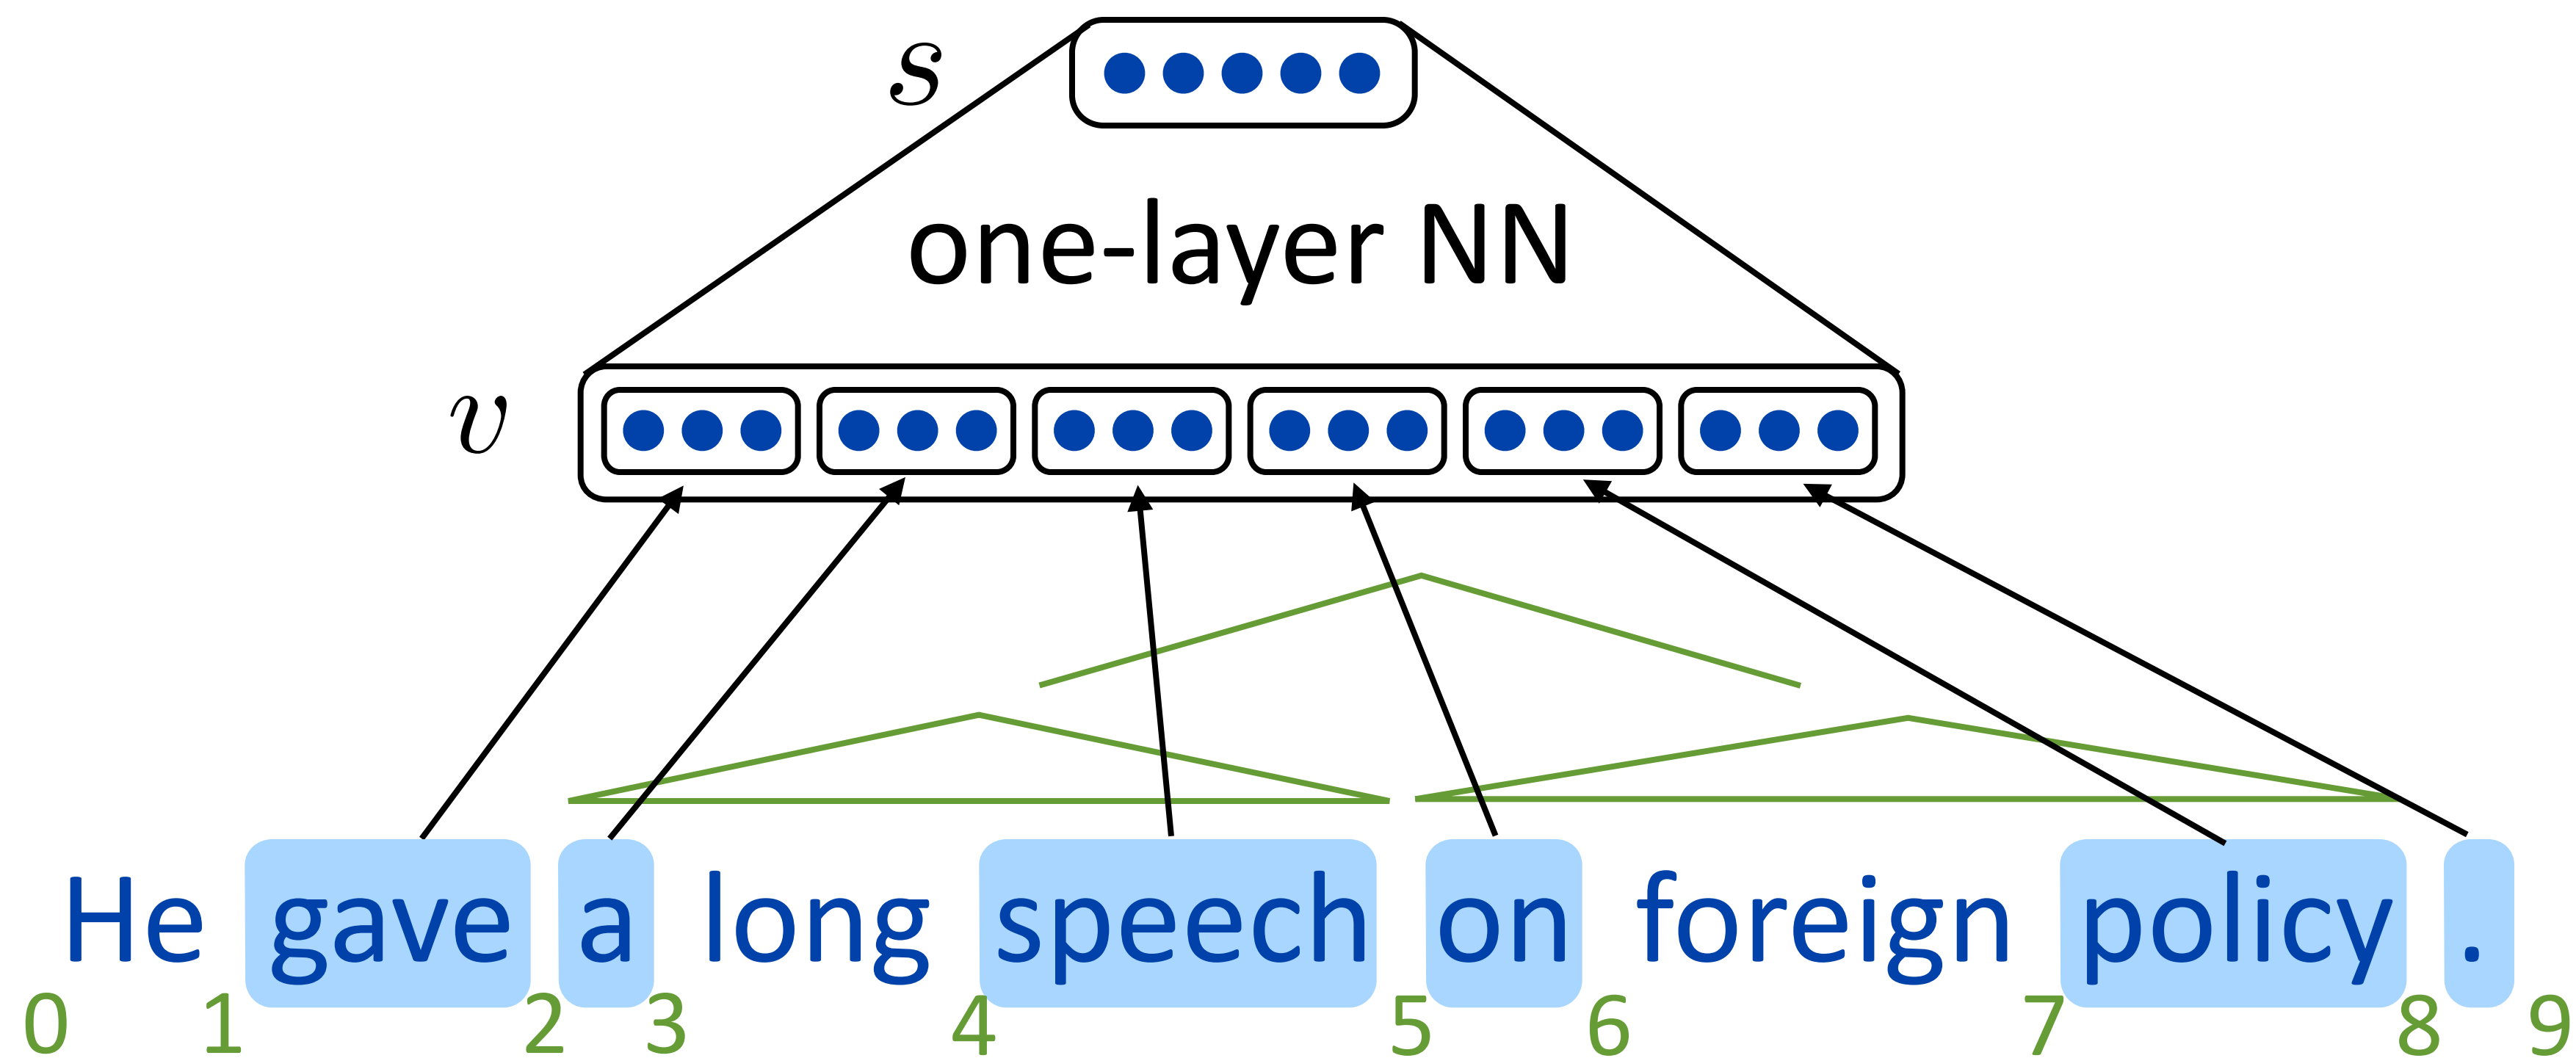 s
one-layer NN
v
He gave a long speech on foreign policy .
0 1 2 3 4 5 6 7 8 9